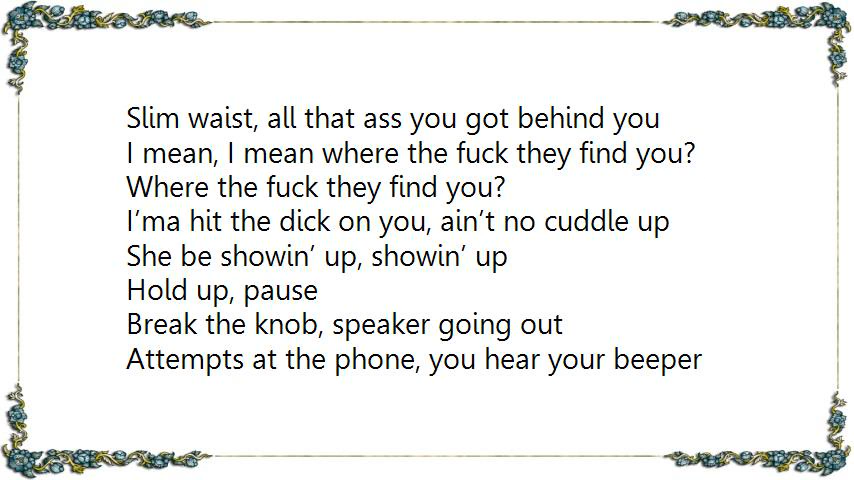 Slim waist, all that ass you got behind you
I mean, I mean where the fuck they find you?
Where the fuck they find you?
I’ma hit the dick on you, ain’t no cuddle up
She be showin’ up, showin’ up
Hold up, pause
Break the knob, speaker going out
Attempts at the phone, you hear your beeper